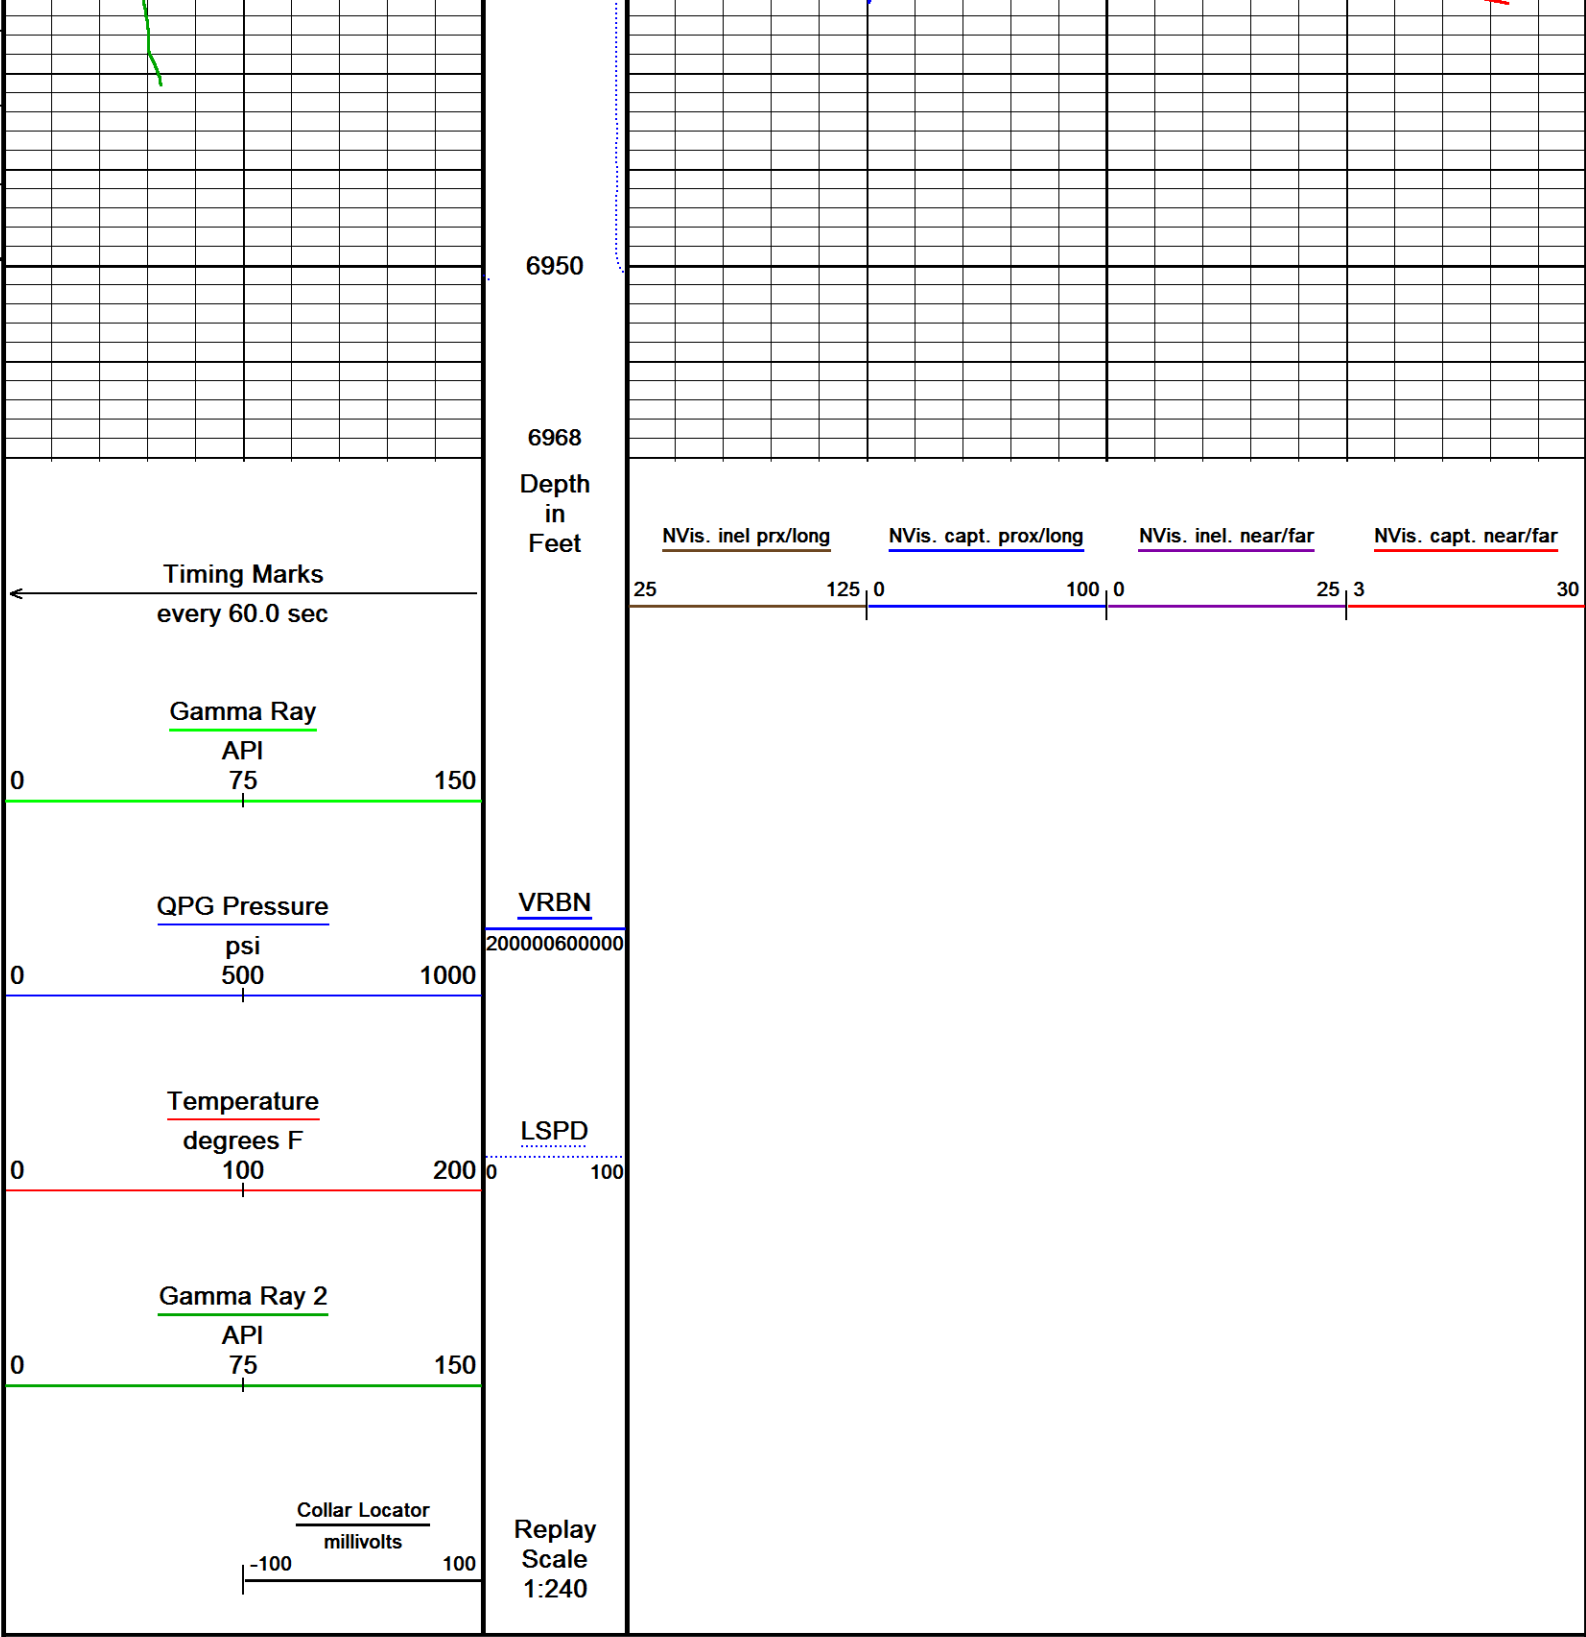 6950
6968
Depth
in
Feet
NVis. inel prx/long
NVis. capt. prox/long
NVis. inel. near/far
NVis. capt. near/far
25 125 0 100 0 25 3 30
Timing Marks
every 60.0 sec
Gamma Ray
API
0 75 150
QPG Pressure
psi
0 500 1000
VRBN
200000600000
Temperature
degrees F
0 100 200
LSPD
0 100
Gamma Ray 2
API
0 75 150
Collar Locator
millivolts
-100 100
Replay
Scale
1:240